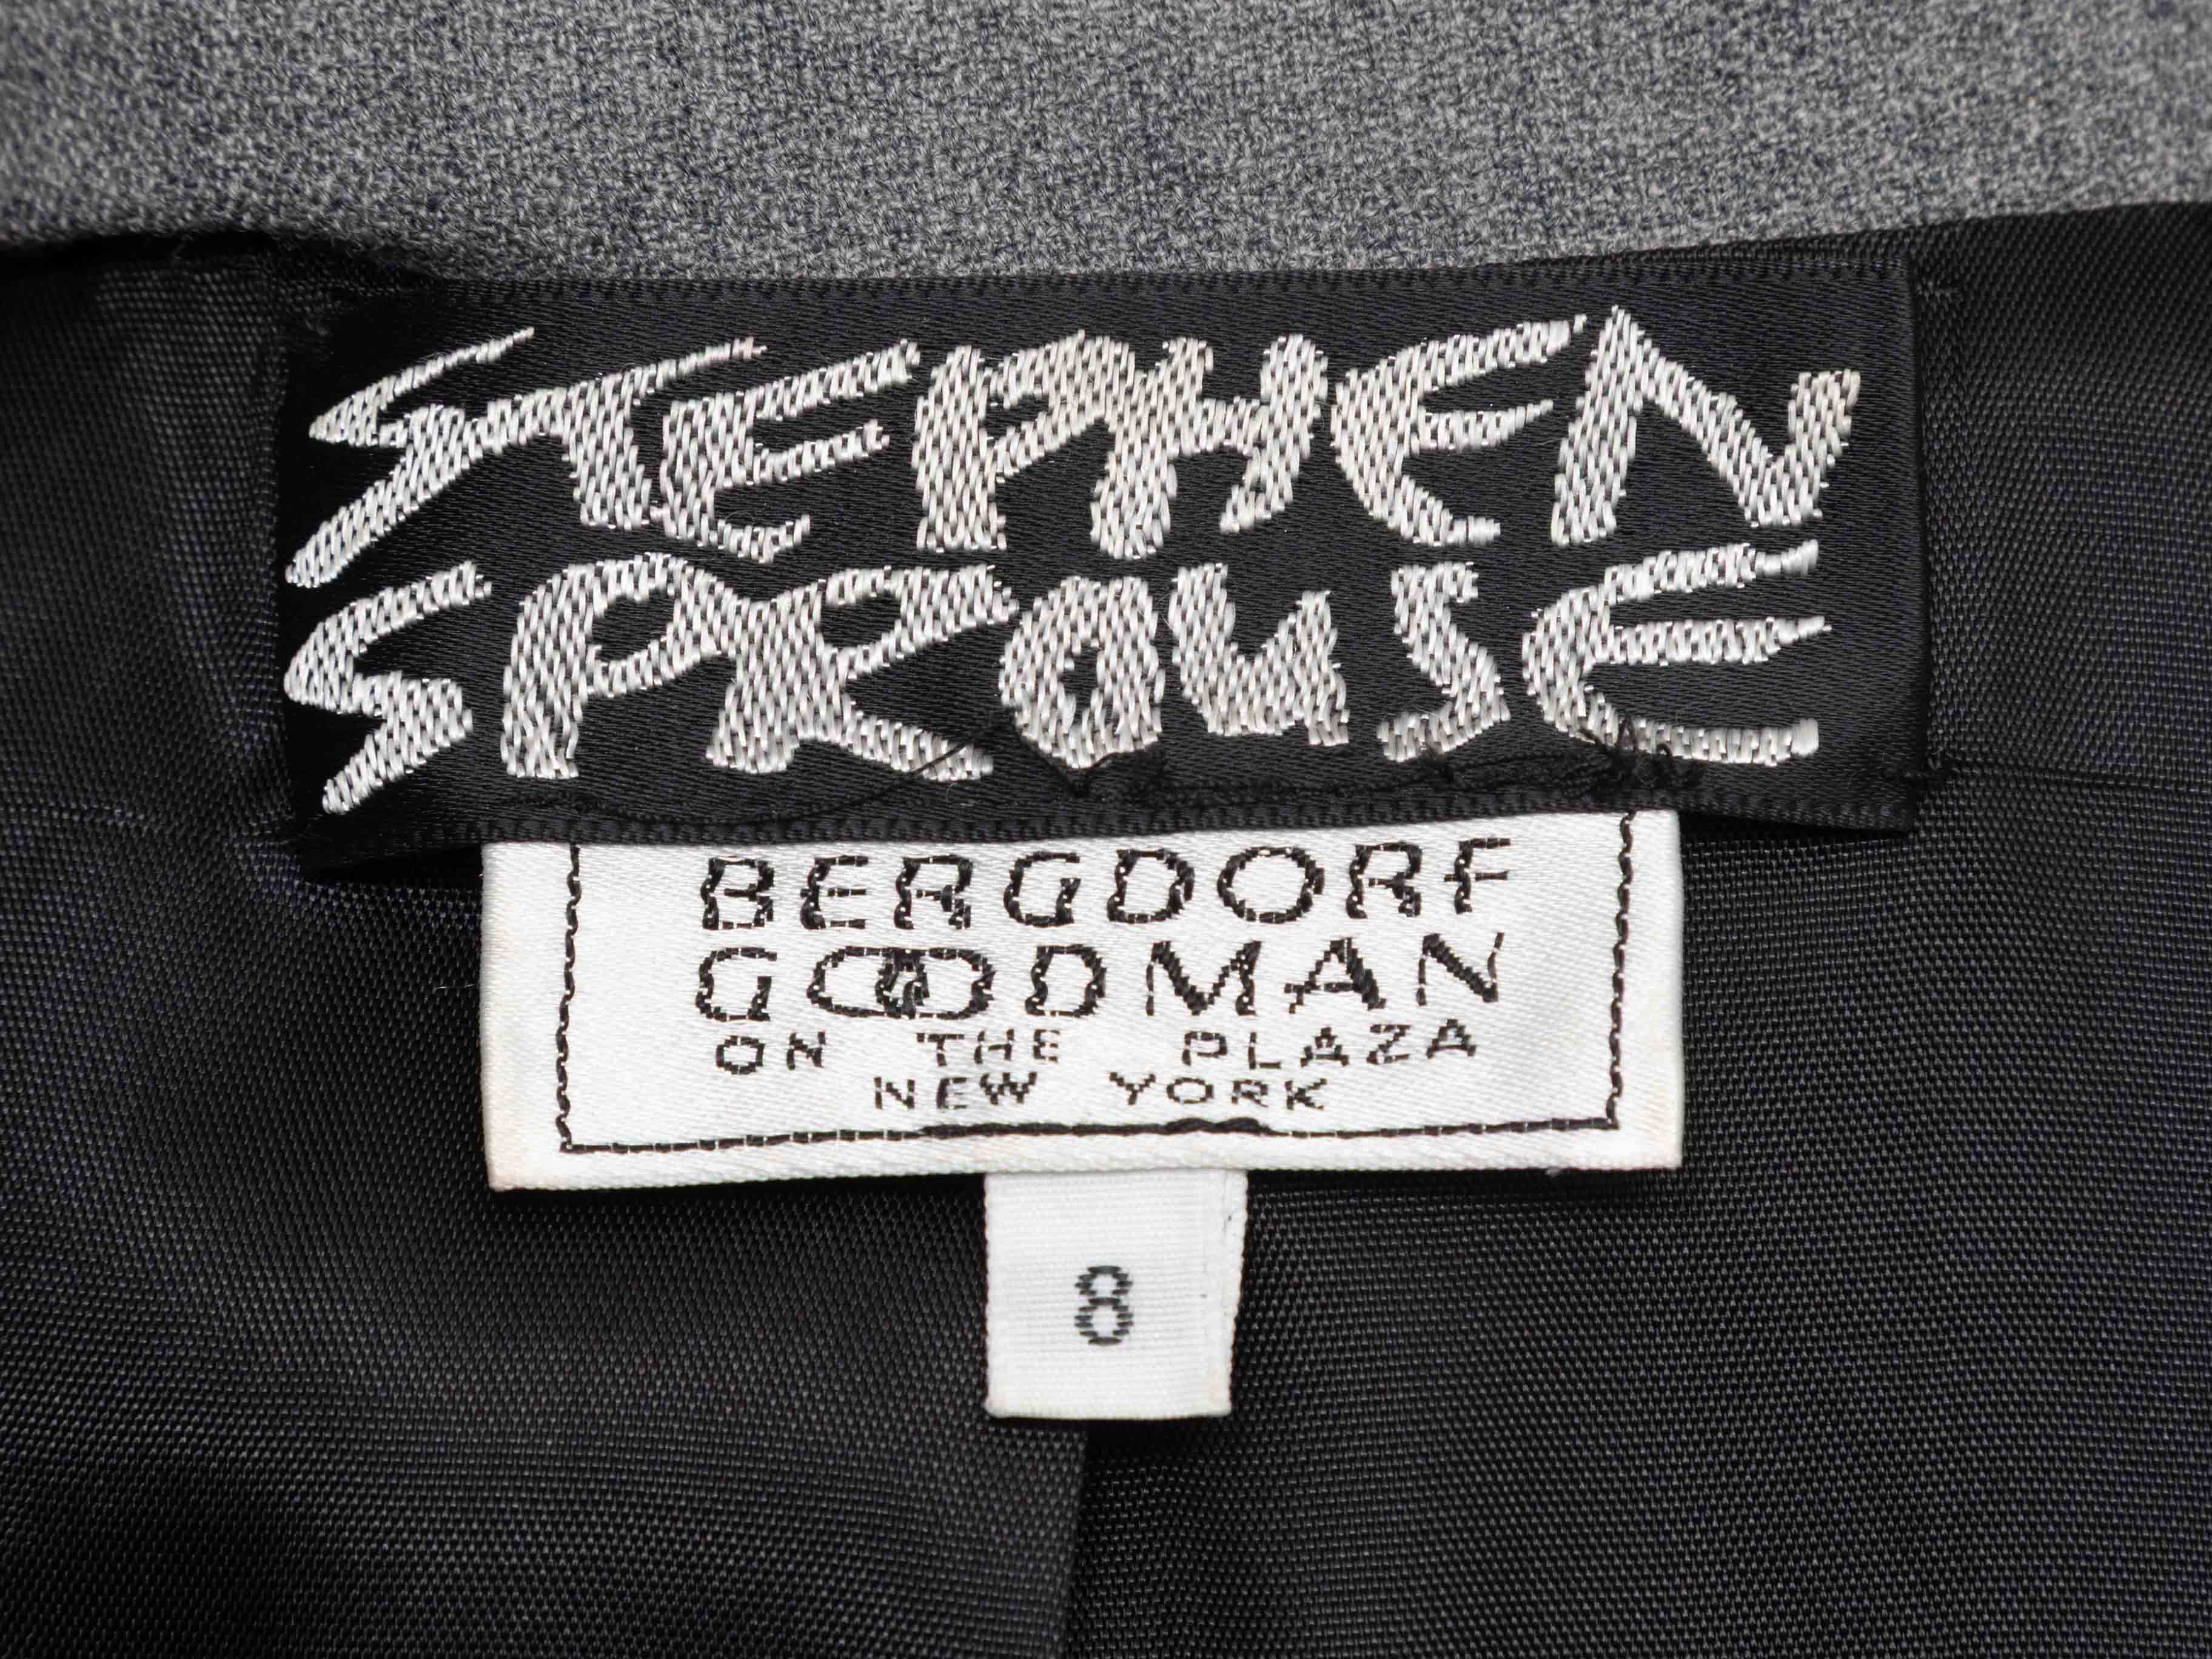 STEPHEN
SPROUSE
BERGDORF
GOODMAN
ON THE PLAZA
NEW YORK
8